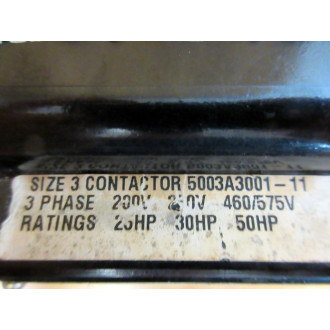 SIZE 3 CONTACTOR 5003A3001-11
3 PHASE 200V 230V 460/575V
RATINGS 25HP 30HP 50HP